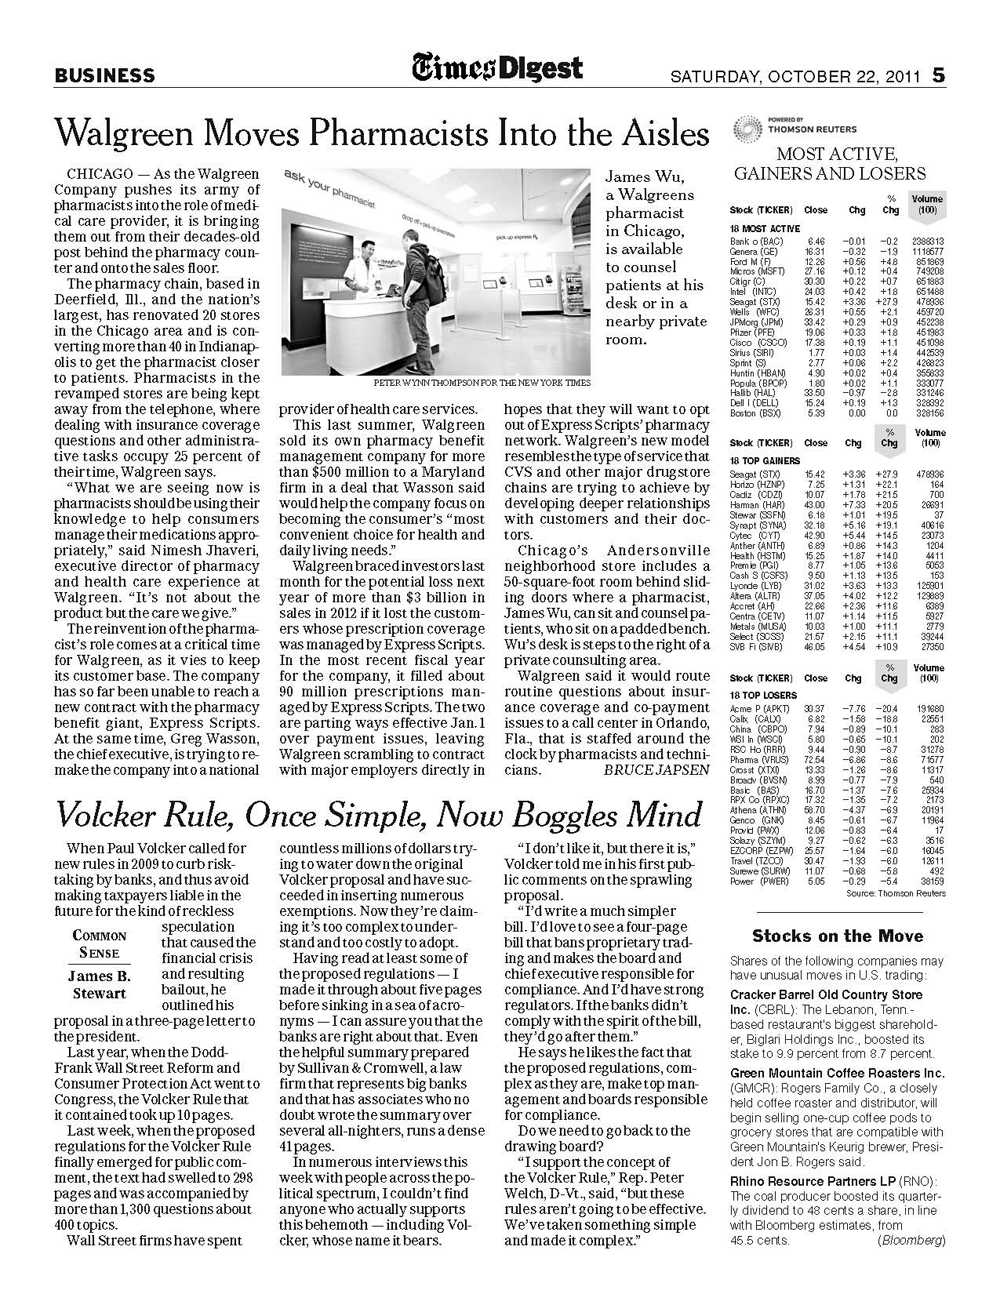 BUSINESS
TimesDIgest
SATURDAY, OCTOBER 22, 2011 5
Walgreen Moves Pharmacists Into the Aisles
CHICAGO — As the Walgreen
Company pushes its army of
pharmacists into the role of medi-
cal care provider, it is bringing
them out from their decades-old
post behind the pharmacy coun-
ter and onto the sales floor.
The pharmacy chain, based in
Deerfield, Ill., and the nation's
largest, has renovated 20 stores
in the Chicago area and is con-
verting more than 40 in Indianap-
olis to get the pharmacist closer
to patients. Pharmacists in the
revamped stores are being kept
away from the telephone, where
dealing with insurance coverage
questions and other administra-
tive tasks occupy 25 percent of
their time, Walgreen says.
"What we are seeing now is
pharmacists should be using their
knowledge to help consumers
manage their medications appro-
priately," said Nimesh Jhaveri,
executive director of pharmacy
and health care experience at
Walgreen. "It's not about the
product but the care we give."
The reinvention of the pharma-
cist's role comes at a critical time
for Walgreen, as it vies to keep
its customer base. The company
has so far been unable to reach a
new contract with the pharmacy
benefit giant, Express Scripts.
At the same time, Greg Wasson,
the chief executive, is trying to re-
make the company into a national
ask your pharmacist
drop off + pick up prescriptions
pick up express Rx
PETER WYNN THOMPSON FOR THE NEW YORK TIMES
James Wu,
a Walgreens
pharmacist
in Chicago,
is available
to counsel
patients at his
desk or in a
nearby private
room.
provider of health care services.
This last summer, Walgreen
sold its own pharmacy benefit
management company for more
than $500 million to a Maryland
firm in a deal that Wasson said
would help the company focus on
becoming the consumer's "most
convenient choice for health and
daily living needs."
Walgreen braced investors last
month for the potential loss next
year of more than $3 billion in
sales in 2012 if it lost the custom-
ers whose prescription coverage
was managed by Express Scripts.
In the most recent fiscal year
for the company, it filled about
90 million prescriptions man-
aged by Express Scripts. The two
are parting ways effective Jan. 1
over payment issues, leaving
Walgreen scrambling to contract
with major employers directly in
hopes that they will want to opt
out of Express Scripts' pharmacy
network. Walgreen's new model
resembles the type of service that
CVS and other major drugstore
chains are trying to achieve by
developing deeper relationships
with customers and their doc-
tors.
Chicago's Andersonville
neighborhood store includes a
50-square-foot room behind slid-
ing doors where a pharmacist,
James Wu, can sit and counsel pa-
tients, who sit on a padded bench.
Wu's desk is steps to the right of a
private counsulting area.
Walgreen said it would route
routine questions about insur-
ance coverage and co-payment
issues to a call center in Orlando,
Fla., that is staffed around the
clock by pharmacists and techni-
cians. BRUCE JAPSEN
Volcker Rule, Once Simple, Now Boggles Mind
When Paul Volcker called for
new rules in 2009 to curb risk-
taking by banks, and thus avoid
making taxpayers liable in the
future for the kind of reckless
COMMON
SENSE
James B.
Stewart
speculation
that caused the
financial crisis
and resulting
bailout, he
outlined his
proposal in a three-page letter to
the president.
Last year, when the Dodd-
Frank Wall Street Reform and
Consumer Protection Act went to
Congress, the Volcker Rule that
it contained took up 10 pages.
Last week, when the proposed
regulations for the Volcker Rule
finally emerged for public com-
ment, the text had swelled to 298
pages and was accompanied by
more than 1,300 questions about
400 topics.
Wall Street firms have spent
countless millions of dollars try-
ing to water down the original
Volcker proposal and have suc-
ceeded in inserting numerous
exemptions. Now they're claim-
ing it's too complex to under-
stand and too costly to adopt.
Having read at least some of
the proposed regulations — I
made it through about five pages
before sinking in a sea of acro-
nyms — I can assure you that the
banks are right about that. Even
the helpful summary prepared
by Sullivan & Cromwell, a law
firm that represents big banks
and that has associates who no
doubt wrote the summary over
several all-nighters, runs a dense
41 pages.
In numerous interviews this
week with people across the po-
litical spectrum, I couldn't find
anyone who actually supports
this behemoth — including Vol-
cker, whose name it bears.
"I don't like it, but there it is,"
Volcker told me in his first pub-
lic comments on the sprawling
proposal.
"I'd write a much simpler
bill. I'd love to see a four-page
bill that bans proprietary trad-
ing and makes the board and
chief executive responsible for
compliance. And I'd have strong
regulators. If the banks didn't
comply with the spirit of the bill,
they'd go after them."
He says he likes the fact that
the proposed regulations, com-
plex as they are, make top man-
agement and boards responsible
for compliance.
Do we need to go back to the
drawing board?
"I support the concept of
the Volcker Rule," Rep. Peter
Welch, D-Vt., said, "but these
rules aren't going to be effective.
We've taken something simple
and made it complex."
POWERED BY
THOMSON REUTERS
MOST ACTIVE,
GAINERS AND LOSERS
Stock (TICKER) Close Chg % Chg Volume (100)
18 MOST ACTIVE
Bank o (BAC) 6.46 −0.01 −0.2 2388313
Genera (GE) 16.31 −0.32 −1.9 1118577
Ford M (F) 12.26 +0.56 +4.8 851869
Micros (MSFT) 27.16 +0.12 +0.4 749208
Citigr (C) 30.30 +0.22 +0.7 651883
Intel (INTC) 24.03 +0.42 +1.8 651488
Seagat (STX) 15.42 +3.36 +27.9 478936
Wells (WFC) 26.31 +0.55 +2.1 459720
JPMorg (JPM) 33.42 +0.29 +0.9 452238
Pfizer (PFE) 19.06 +0.33 +1.8 451983
Cisco (CSCO) 17.38 +0.19 +1.1 451098
Sirius (SIRI) 1.77 +0.03 +1.4 442539
Sprint (S) 2.77 +0.06 +2.2 426823
Huntin (HBAN) 4.90 +0.02 +0.4 355833
Popula (BPOP) 1.80 +0.02 +1.1 333077
Hallib (HAL) 33.50 −0.97 −2.8 331246
Dell I (DELL) 15.24 +0.19 +1.3 328392
Boston (BSX) 5.39 0.00 0.0 328156
Stock (TICKER) Close Chg % Chg Volume (100)
18 TOP GAINERS
Seagat (STX) 15.42 +3.36 +27.9 478936
Horizo (HZNP) 7.25 +1.31 +22.1 164
Cadiz (CDZI) 10.07 +1.78 +21.5 700
Harman (HAR) 43.00 +7.33 +20.5 26691
Stewar (SSFN) 6.18 +1.01 +19.5 37
Synapt (SYNA) 32.18 +5.16 +19.1 40616
Cytec (CYT) 42.90 +5.44 +14.5 23073
Anther (ANTH) 6.89 +0.86 +14.3 1204
Health (HSTM) 15.25 +1.87 +14.0 4411
Premie (PGI) 8.77 +1.05 +13.6 5053
Cash S (CSFS) 9.50 +1.13 +13.5 153
Lyonde (LYB) 31.02 +3.63 +13.3 125901
Altera (ALTR) 37.05 +4.02 +12.2 129889
Accret (AH) 22.66 +2.36 +11.6 6389
Centra (CETV) 11.07 +1.14 +11.5 5927
Metals (MUSA) 10.03 +1.00 +11.1 2779
Select (SCSS) 21.57 +2.15 +11.1 39244
SVB Fi (SIVB) 46.05 +4.54 +10.9 27350
Stock (TICKER) Close Chg % Chg Volume (100)
18 TOP LOSERS
Acme P (APKT) 30.37 −7.76 −20.4 191680
Calix (CALX) 6.82 −1.58 −18.8 22551
China (CBPO) 7.94 −0.89 −10.1 283
WSI In (WSCI) 5.80 −0.65 −10.1 202
RSC Ho (RRR) 9.44 −0.90 −8.7 31278
Pharma (VRUS) 72.54 −6.86 −8.6 71577
Crosst (XTXI) 13.33 −1.26 −8.6 11317
Broadv (BVSN) 8.99 −0.77 −7.9 540
Basic (BAS) 16.70 −1.37 −7.6 25934
RPX Co (RPXC) 17.32 −1.35 −7.2 2173
Athena (ATHN) 58.70 −4.37 −6.9 20191
Genco (GNK) 8.45 −0.61 −6.7 11964
Provid (PWX) 12.06 −0.83 −6.4 17
Solazy (SZYM) 9.27 −0.62 −6.3 3516
EZCORP (EZPW) 25.57 −1.64 −6.0 16045
Travel (TZOO) 30.47 −1.93 −6.0 12611
Surewe (SURW) 11.07 −0.68 −5.8 492
Power (PWER) 5.05 −0.29 −5.4 38159
Source: Thomson Reuters
Stocks on the Move
Shares of the following companies may
have unusual moves in U.S. trading:
Cracker Barrel Old Country Store
Inc. (CBRL): The Lebanon, Tenn.-
based restaurant's biggest sharehold-
er, Biglari Holdings Inc., boosted its
stake to 9.9 percent from 8.7 percent.
Green Mountain Coffee Roasters Inc.
(GMCR): Rogers Family Co., a closely
held coffee roaster and distributor, will
begin selling one-cup coffee pods to
grocery stores that are compatible with
Green Mountain's Keurig brewer, Presi-
dent Jon B. Rogers said.
Rhino Resource Partners LP (RNO):
The coal producer boosted its quarter-
ly dividend to 48 cents a share, in line
with Bloomberg estimates, from
45.5 cents. (Bloomberg)